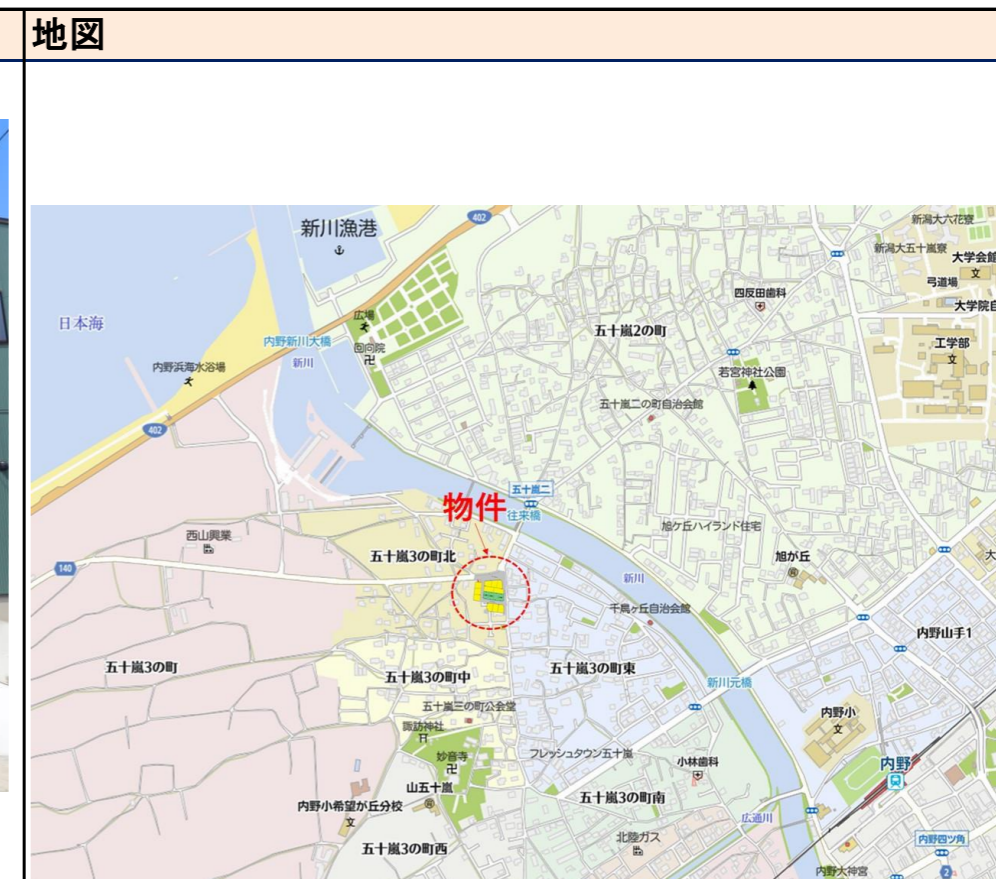 地図
新川漁港
402
新潟大六花寮
新潟大五十嵐寮
大学会館
文
弓道場
四反田歯科
日本海
広場
五十嵐2の町
工学部
文
内野新川大橋
回向院
新川
内野浜海水浴場
若宮神社公園
五十嵐二の町自治会館
402
五十嵐二
物件
往来橋
旭ケ丘ハイランド住宅
西山興業
五十嵐3の町北
旭が丘
大
140
新川
千鳥ヶ丘自治会館
内野山手1
五十嵐3の町
五十嵐3の町中
五十嵐3の町東
新川元橋
五十嵐三の町公会堂
内野小
文
諏訪神社
妙音寺
フレッシュタウン五十嵐
小林歯科
内野
山五十嵐
五十嵐3の町南
内野小希望が丘分校
文
広通川
北陸ガス
内野四ツ角
五十嵐3の町西
内野大神宮
2